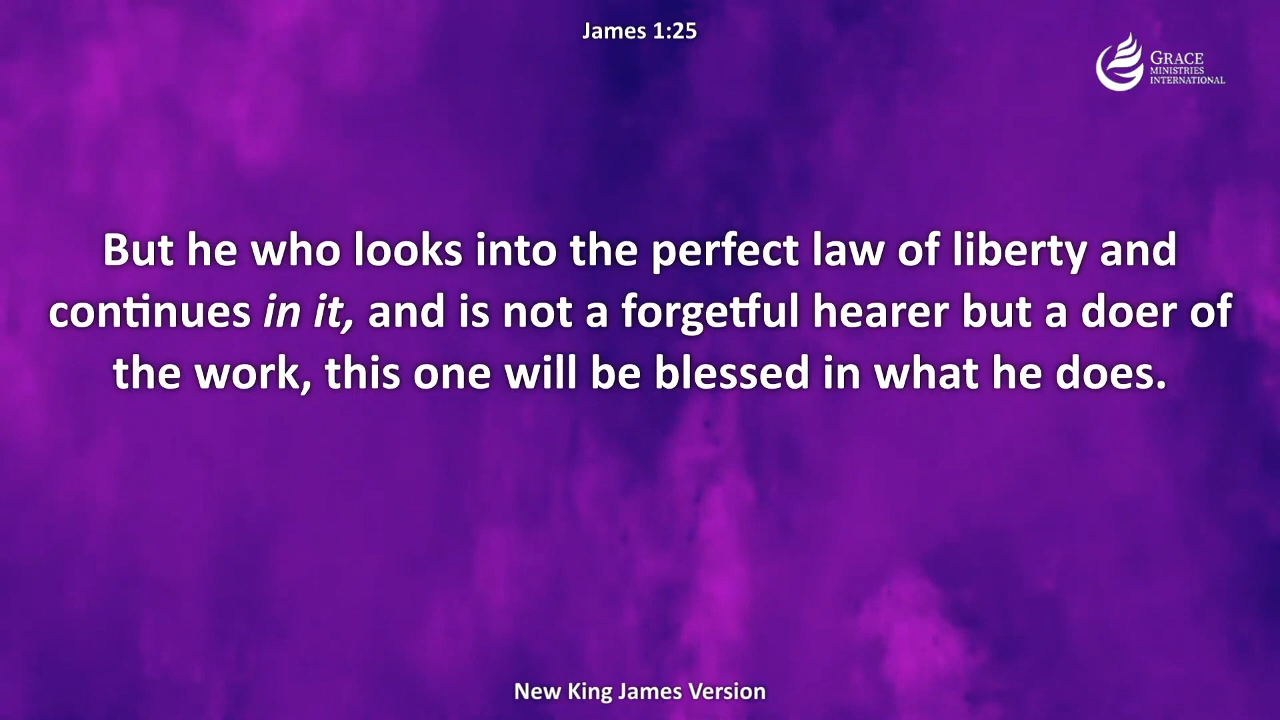 James 1:25
GRACE
MINISTRIES
INTERNATIONAL
But he who looks into the perfect law of liberty and
continues in it, and is not a forgetful hearer but a doer of
the work, this one will be blessed in what he does.
New King James Version